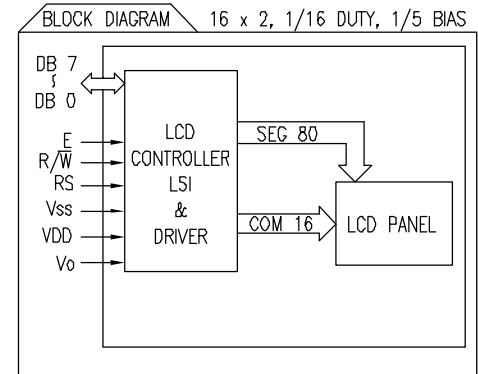 BLOCK DIAGRAM 16 x 2, 1/16 DUTY, 1/5 BIAS
DB 7
DB 0
E
R/W̅
RS
Vss
VDD
Vo
LCD
CONTROLLER
LSI
&
DRIVER
SEG 80
COM 16
LCD PANEL